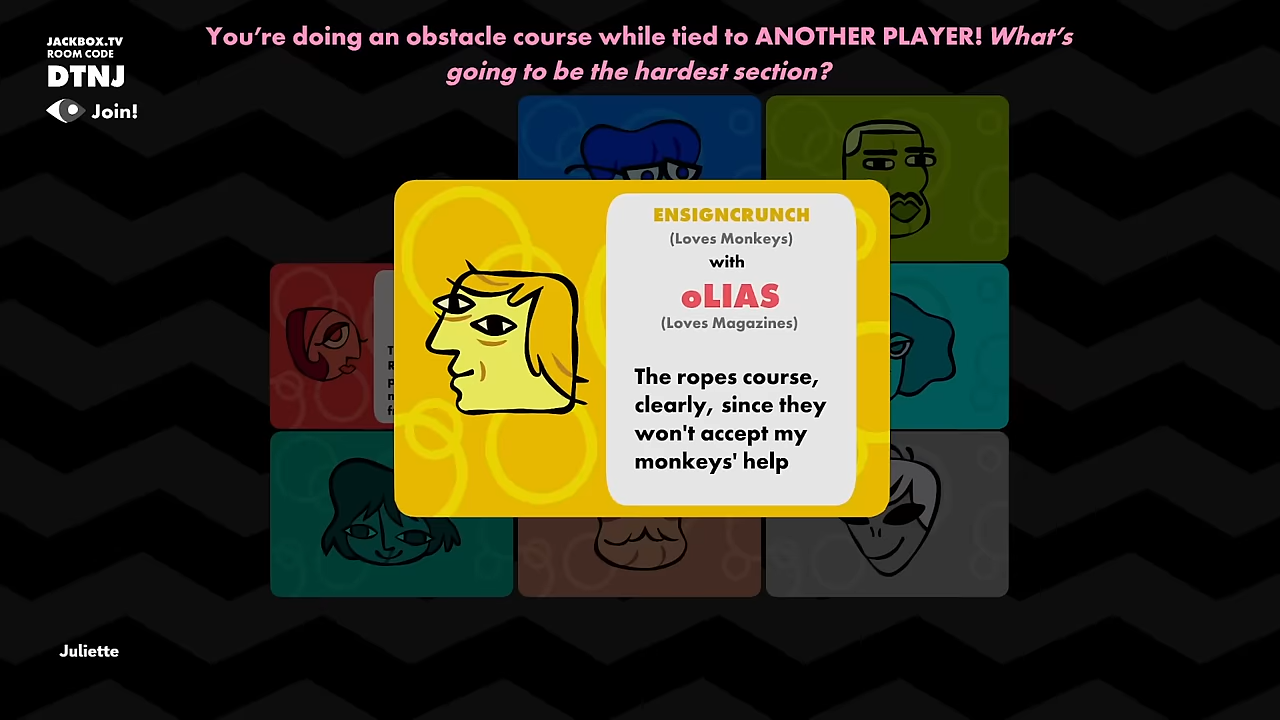 JACKBOX.TV
ROOM CODE
DTNJ
Join!
You're doing an obstacle course while tied to ANOTHER PLAYER! What's
going to be the hardest section?
ENSIGNCRUNCH
(Loves Monkeys)
with
oLIAS
(Loves Magazines)
The ropes course,
clearly, since they
won't accept my
monkeys' help
Juliette